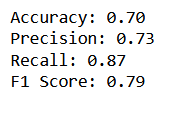 Accuracy: 0.70
Precision: 0.73
Recall: 0.87
F1 Score: 0.79